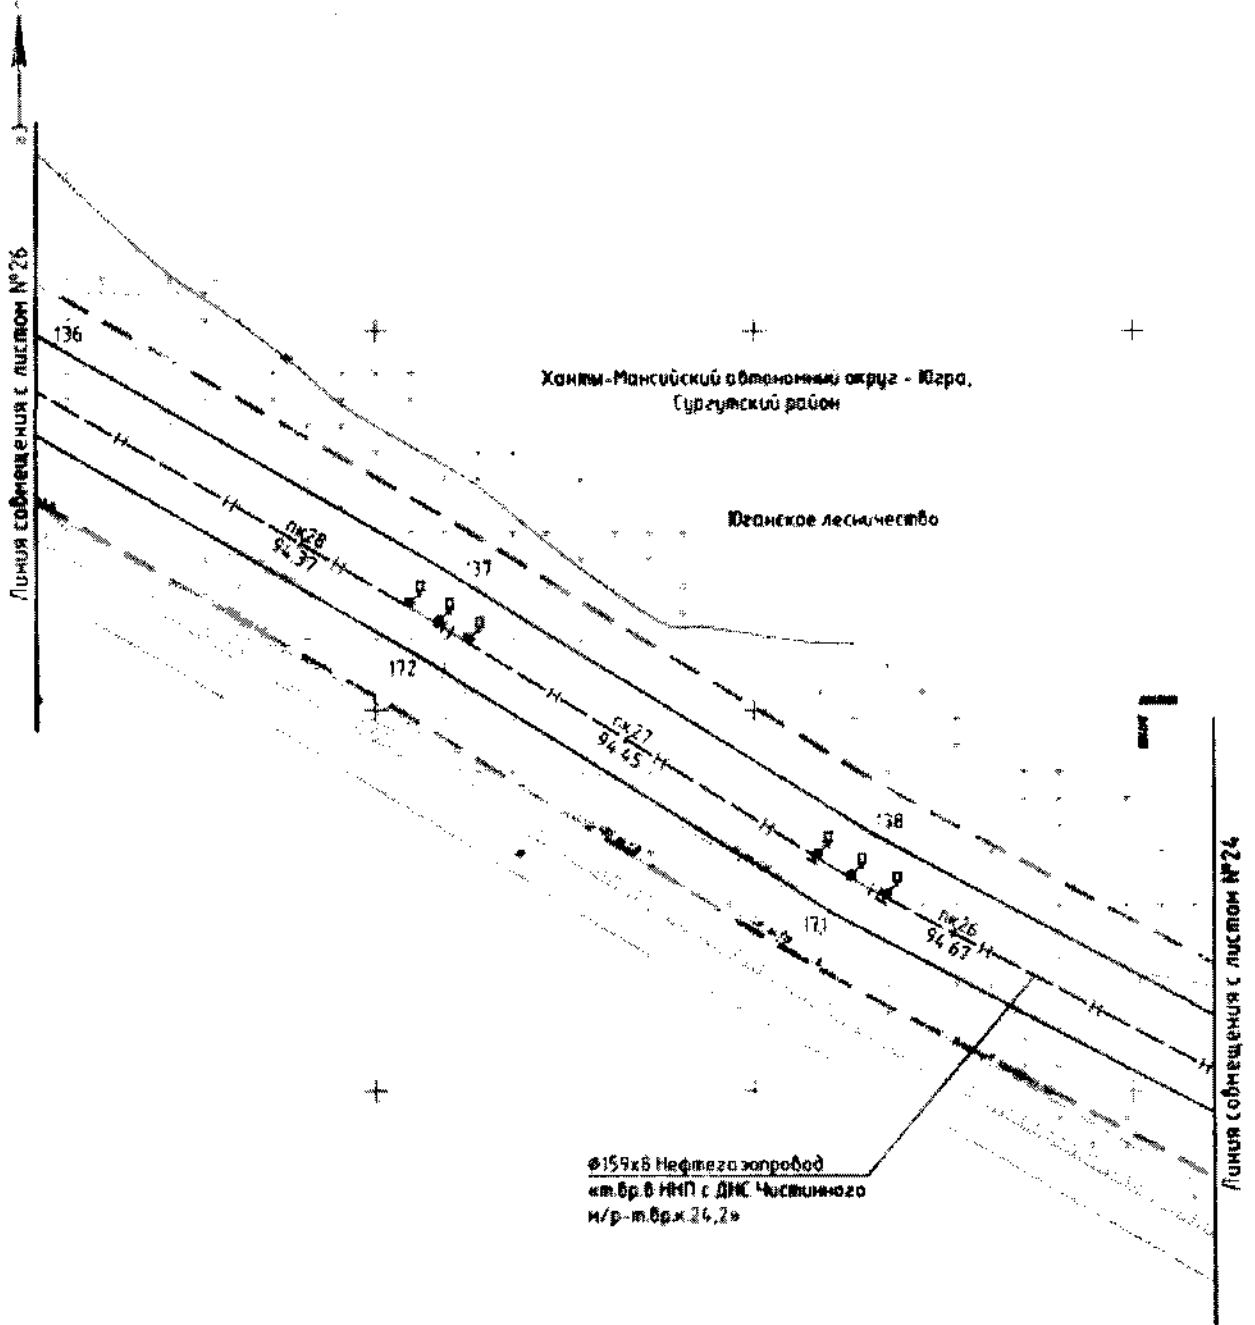 Линия совмещения с листом №26
136
Ханты-Мансийский автономный округ - Югра,
Сургутский район
Юганское лесничество
пк28
94.37
137
172
пк27
94.45
138
171
пк26
94.63
Линия совмещения с листом №24
ø159х8 Нефтегазопровод
«т.вр.в ННП с ДНС Чистинного
м/р-т.вр.к.24,2»